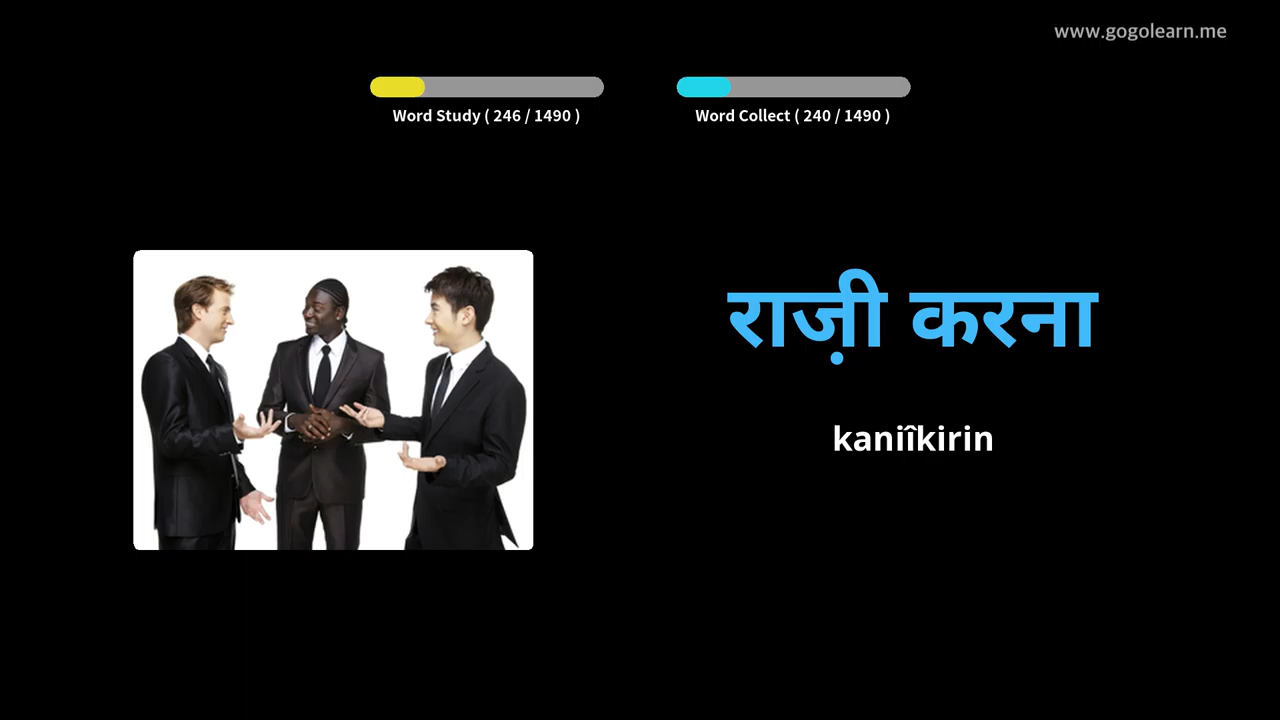 www.gogolearn.me
Word Study ( 246 / 1490 )
Word Collect ( 240 / 1490 )
राज़ी करना
kaniîkirin